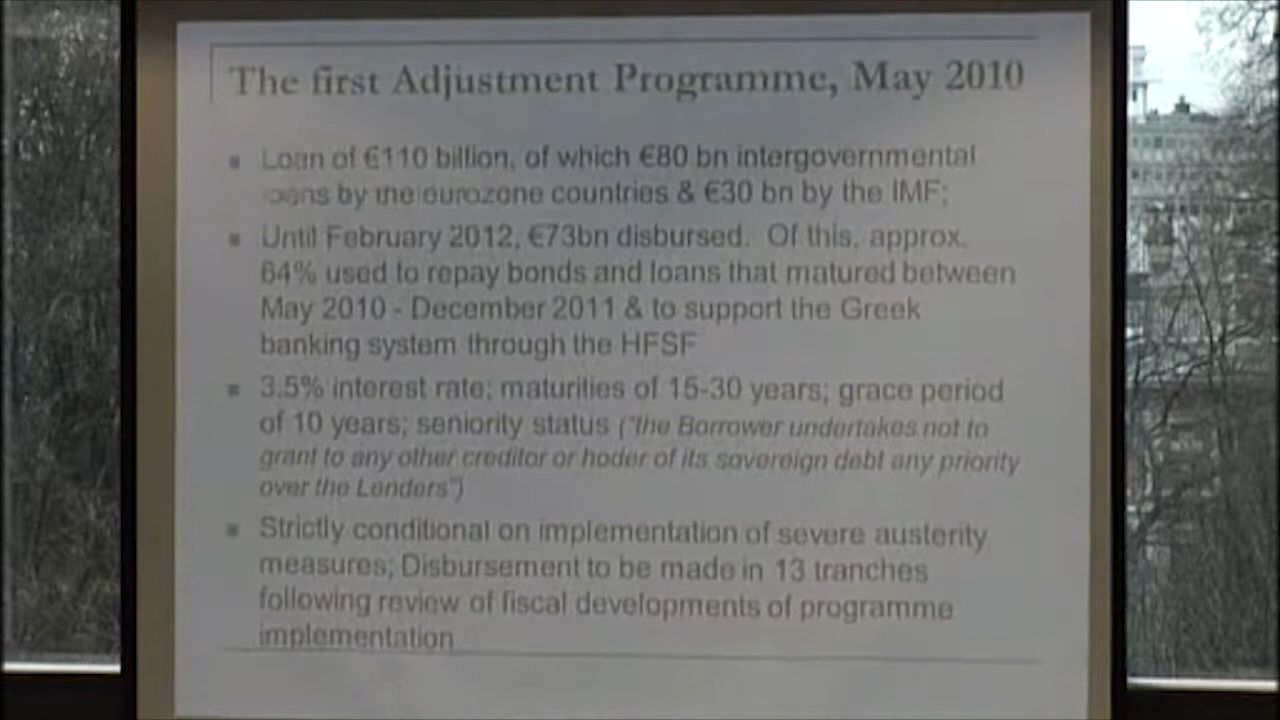 The first Adjustment Programme, May 2010
▪ Loan of €110 billion, of which €80 bn intergovernmental
loans by the eurozone countries & €30 bn by the IMF;
▪ Until February 2012, €73bn disbursed. Of this, approx.
64% used to repay bonds and loans that matured between
May 2010 - December 2011 & to support the Greek
banking system through the HFSF
▪ 3.5% interest rate; maturities of 15-30 years; grace period
of 10 years; seniority status ("the Borrower undertakes not to
grant to any other creditor or hoder of its sovereign debt any priority
over the Lenders")
▪ Strictly conditional on implementation of severe austerity
measures; Disbursement to be made in 13 tranches
following review of fiscal developments of programme
implementation